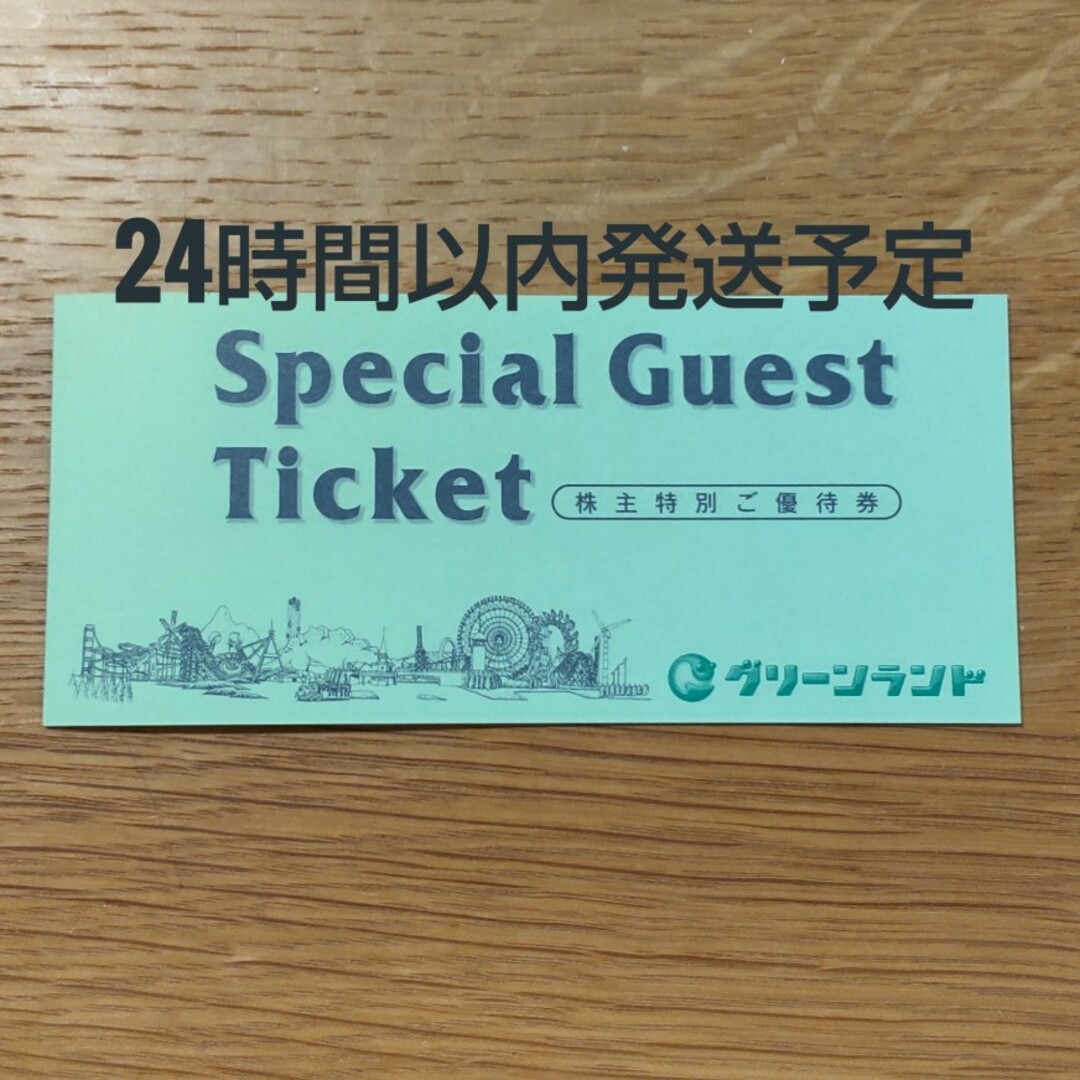 24時間以内発送予定
Special Guest
Ticket
株主特別ご優待券
グリーンランド